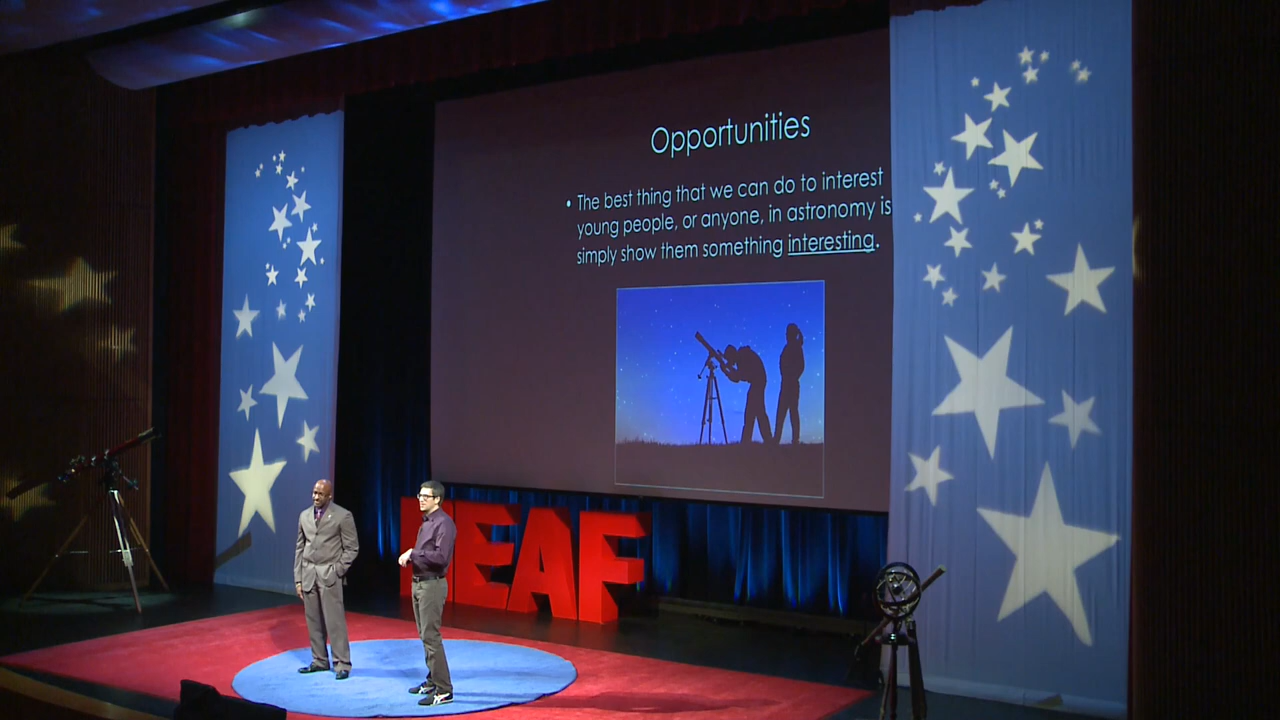 Opportunities
• The best thing that we can do to interest
young people, or anyone, in astronomy is
simply show them something interesting.
NEAF